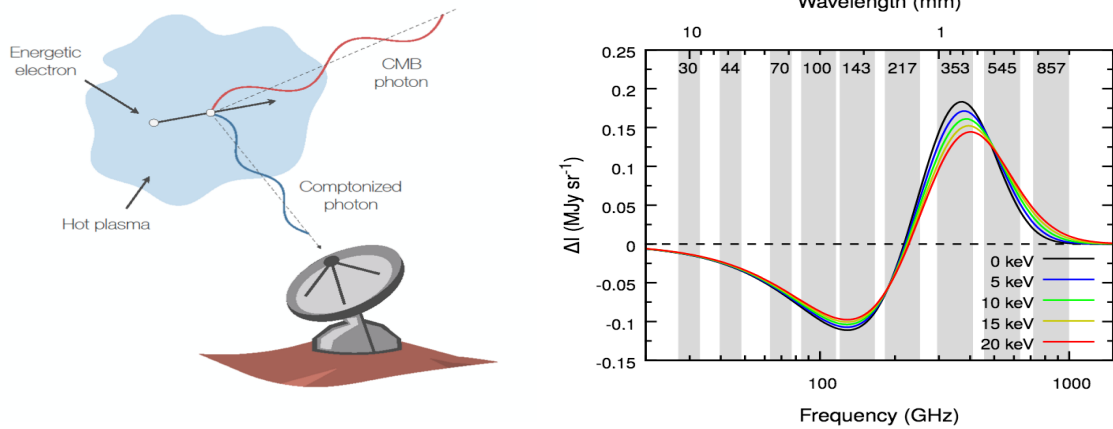 Energetic
electron
CMB
photon
Comptonized
photon
Hot plasma
Wavelength (mm)
10 1
0.25
0.2
0.15
0.1
0.05
0
-0.05
-0.1
-0.15
30 44 70 100 143 217 353 545 857
ΔI (MJy sr⁻¹)
0 keV
5 keV
10 keV
15 keV
20 keV
100 1000
Frequency (GHz)